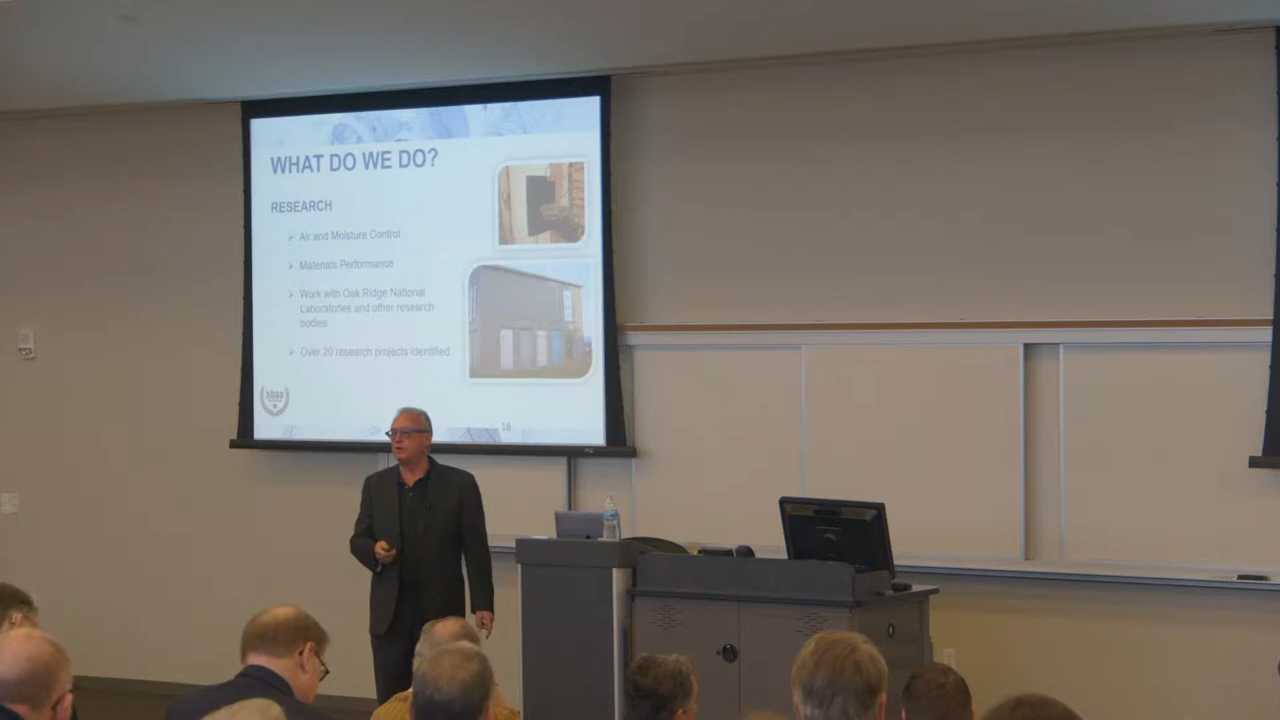 WHAT DO WE DO?
RESEARCH
Air and Moisture Control
Materials Performance
Work with Oak Ridge National
Laboratories and other research
bodies
Over 20 research projects identified
abaa
18